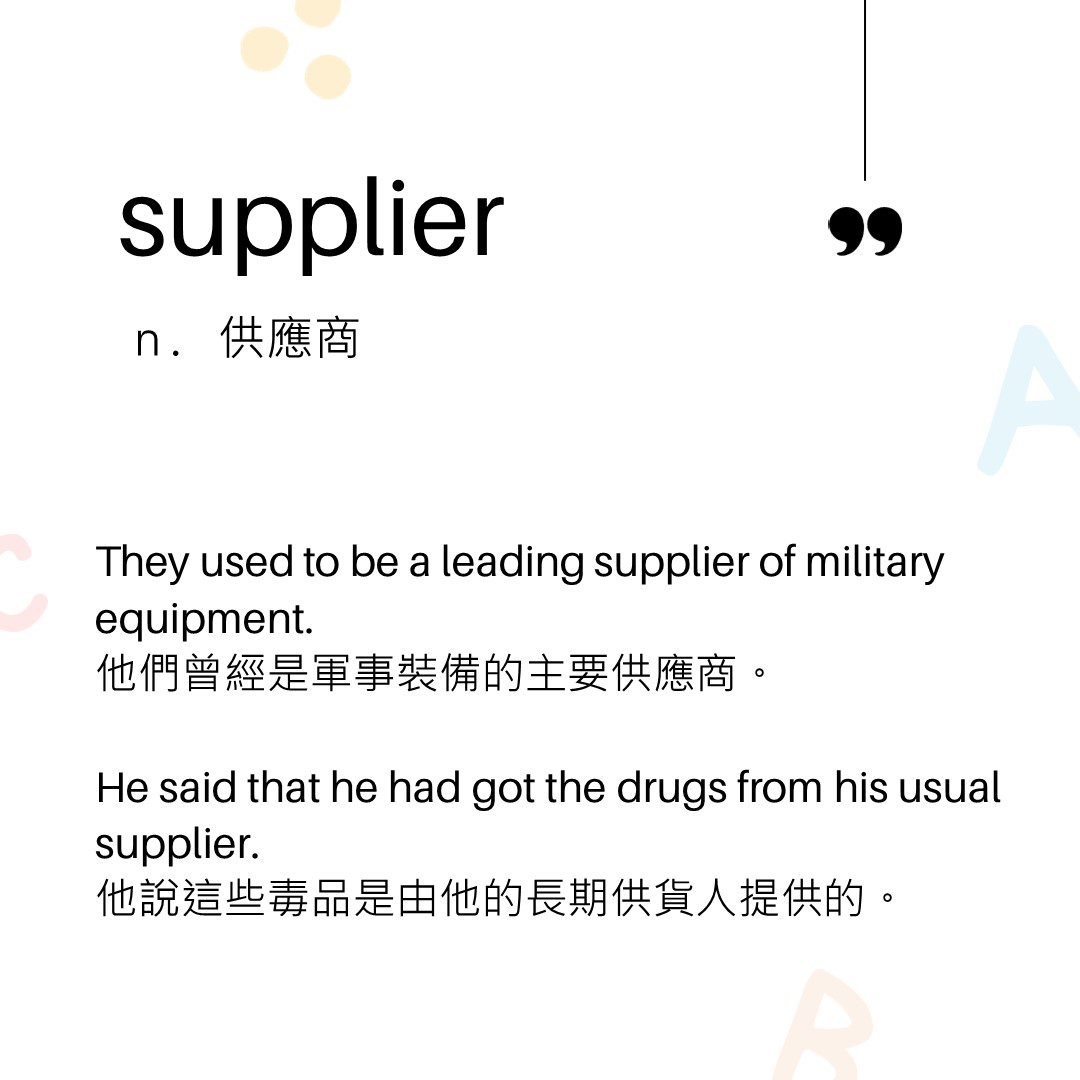 supplier
”
n. 供應商
A
C
They used to be a leading supplier of military
equipment.
他們曾經是軍事裝備的主要供應商。
He said that he had got the drugs from his usual
supplier.
他說這些毒品是由他的長期供貨人提供的。
B